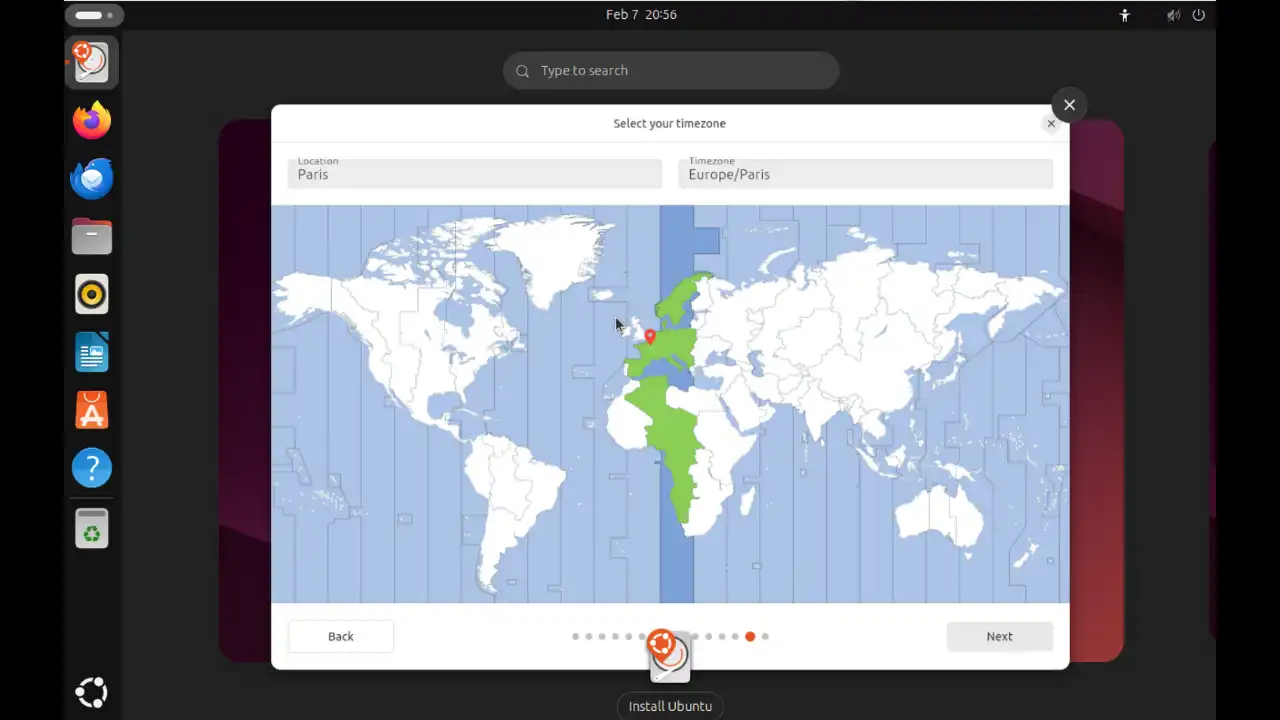 Feb 7 20:56
Type to search
Select your timezone
Location
Paris
Timezone
Europe/Paris
Back
Next
Install Ubuntu